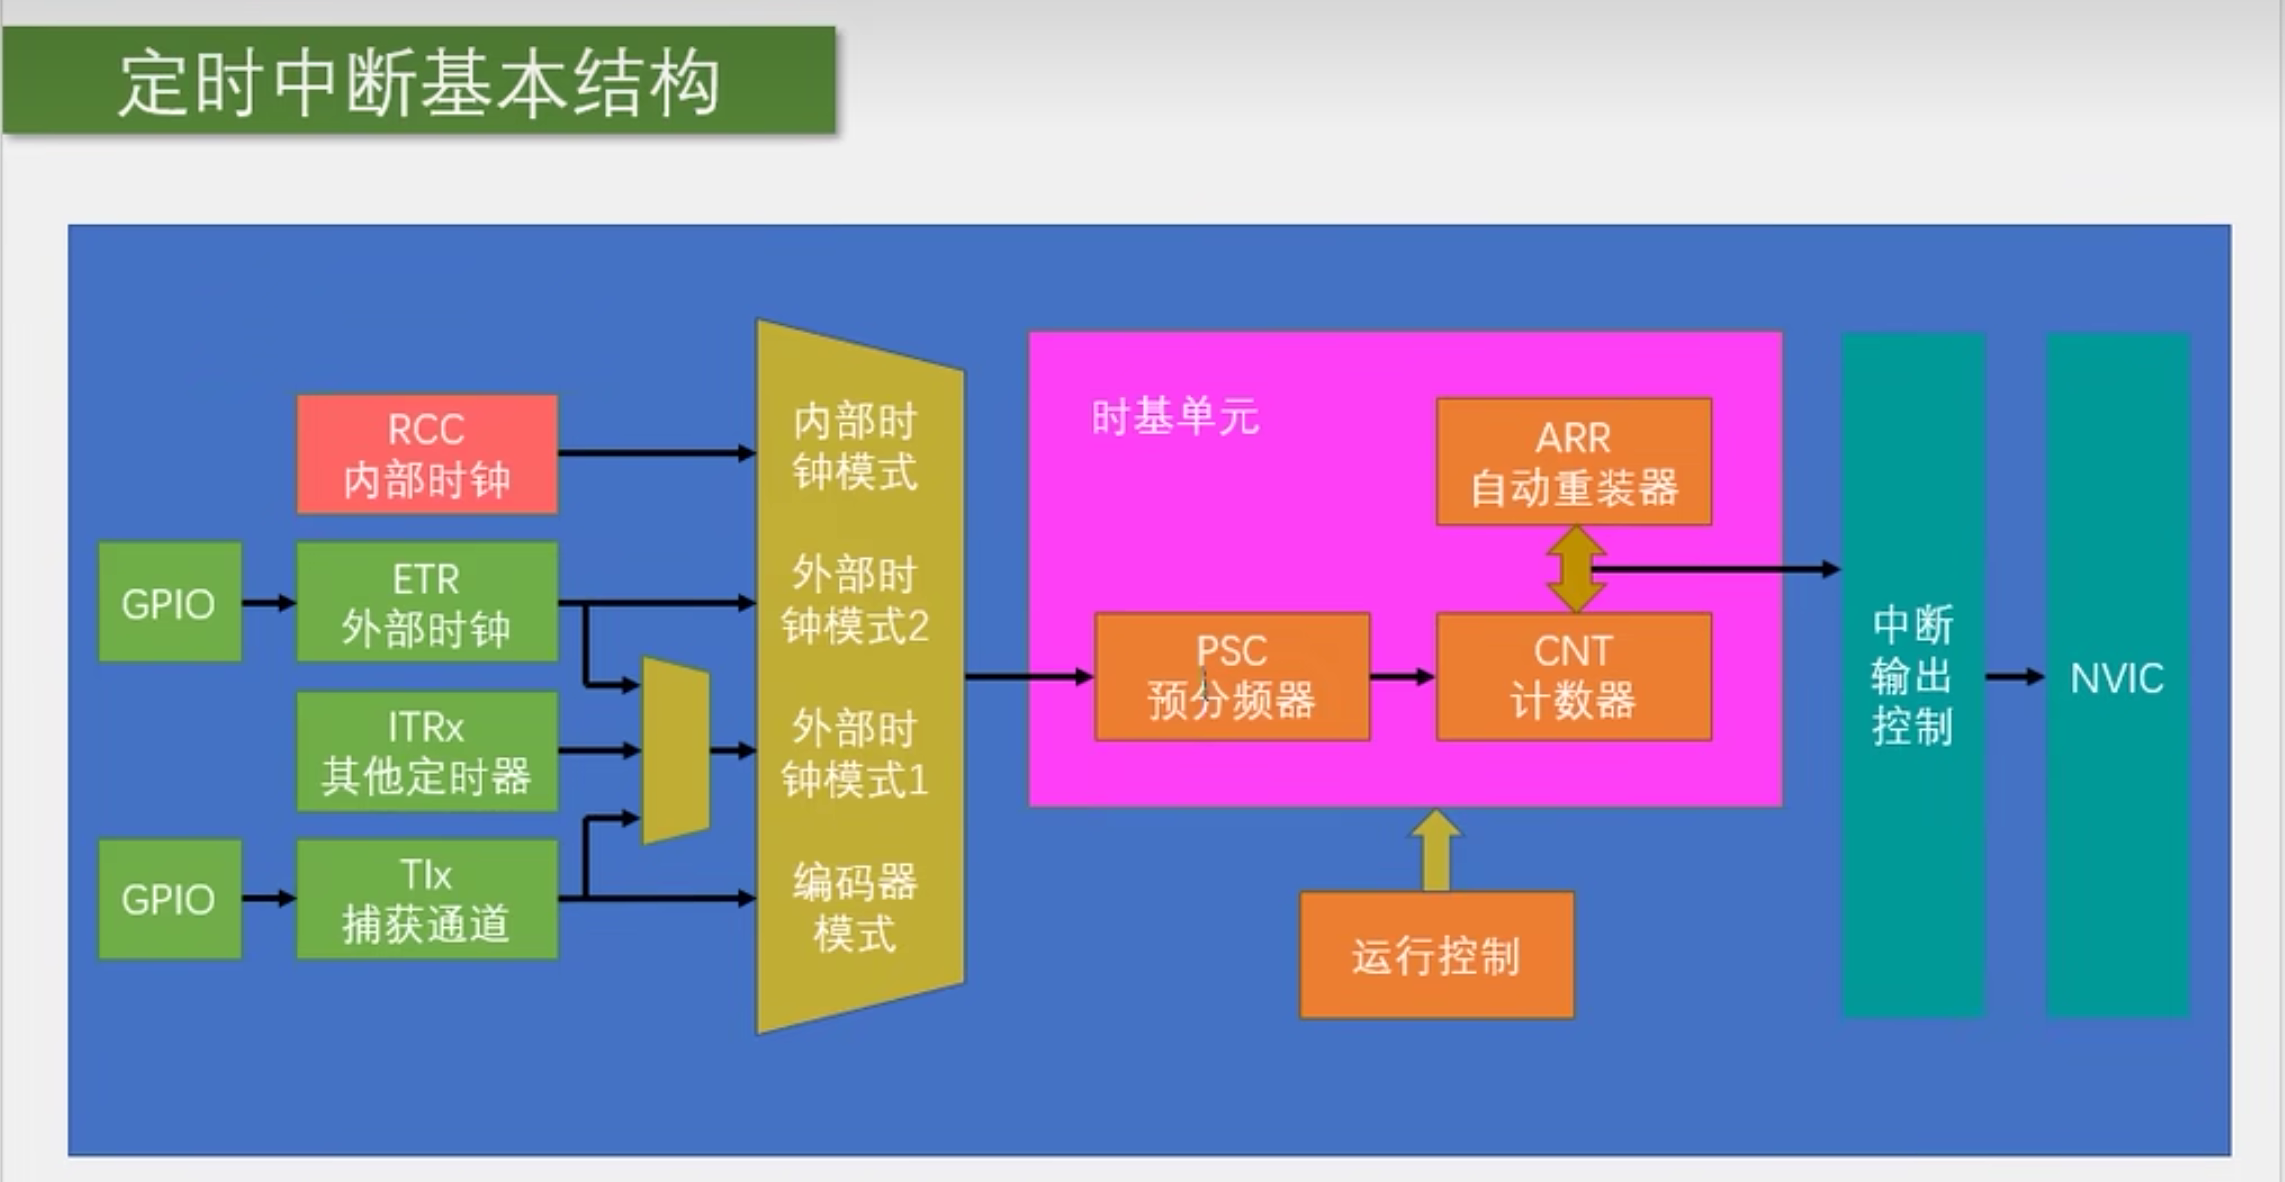 定时中断基本结构
RCC
内部时钟
GPIO
ETR
外部时钟
ITRx
其他定时器
GPIO
TIx
捕获通道
内部时
钟模式
外部时
钟模式2
外部时
钟模式1
编码器
模式
时基单元
ARR
自动重装器
PSC
预分频器
CNT
计数器
运行控制
中断
输出
控制
NVIC